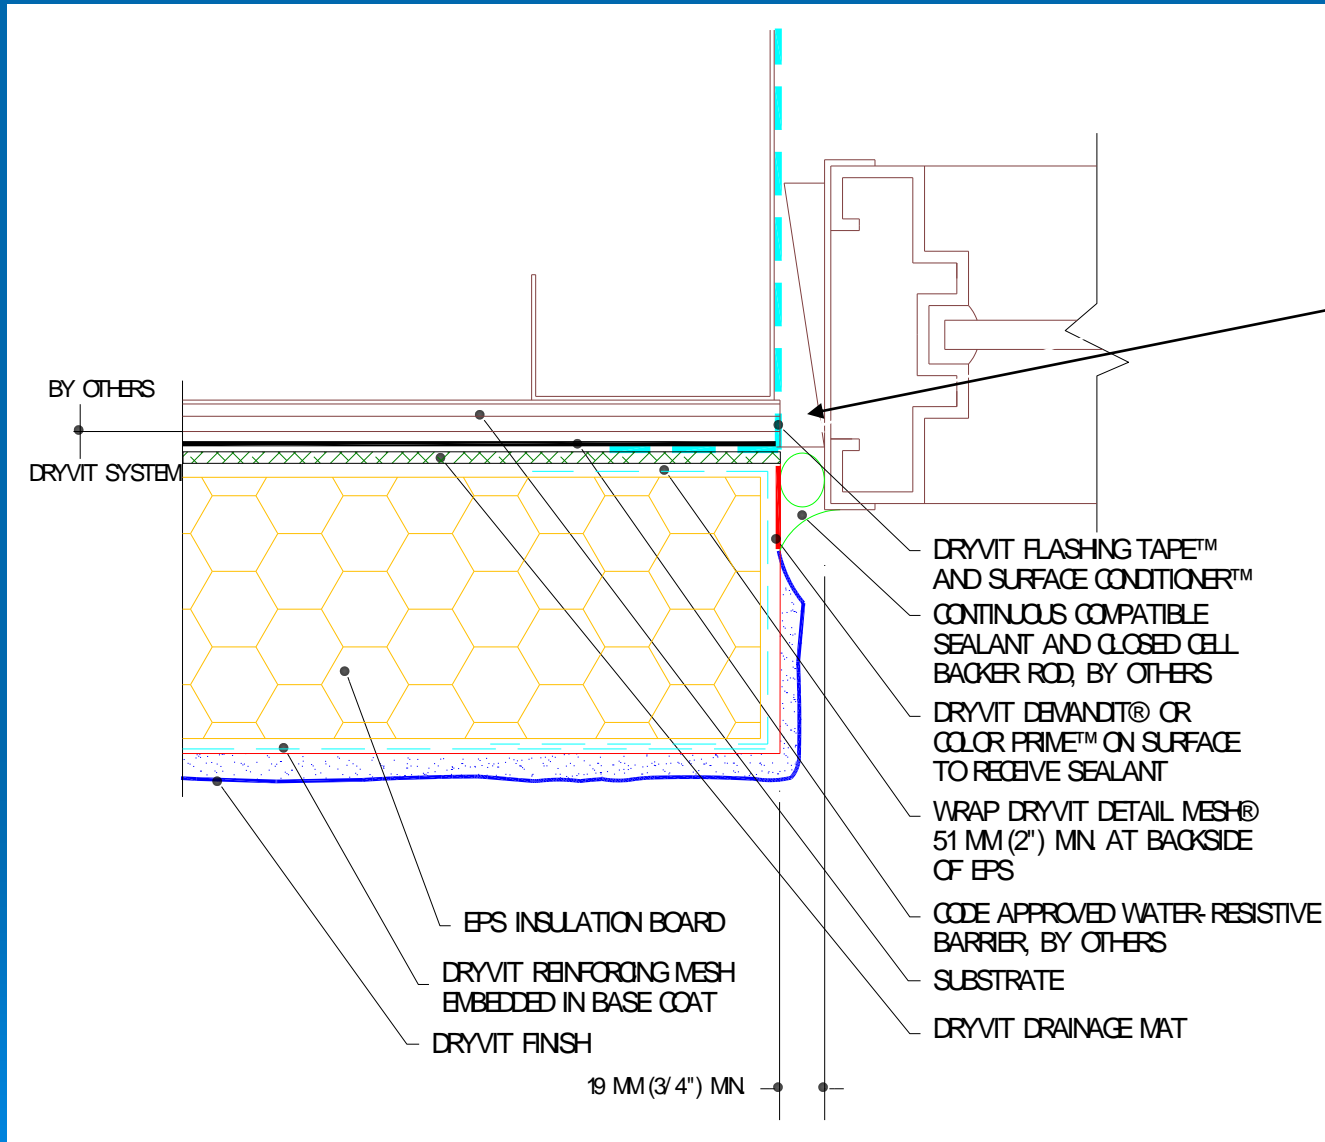 BY OTHERS
DRYVIT SYSTEM
DRYVIT FLASHING TAPE™
AND SURFACE CONDITIONER™
CONTINUOUS COMPATIBLE
SEALANT AND CLOSED CELL
BACKER ROD, BY OTHERS
DRYVIT DEMANDIT® OR
COLOR PRIME™ ON SURFACE
TO RECEIVE SEALANT
WRAP DRYVIT DETAIL MESH®
51 MM (2") MIN. AT BACKSIDE
OF EPS
CODE APPROVED WATER-RESISTIVE
BARRIER, BY OTHERS
SUBSTRATE
DRYVIT DRAINAGE MAT
EPS INSULATION BOARD
DRYVIT REINFORCING MESH
EMBEDDED IN BASE COAT
DRYVIT FINISH
19 MM (3/4") MIN.